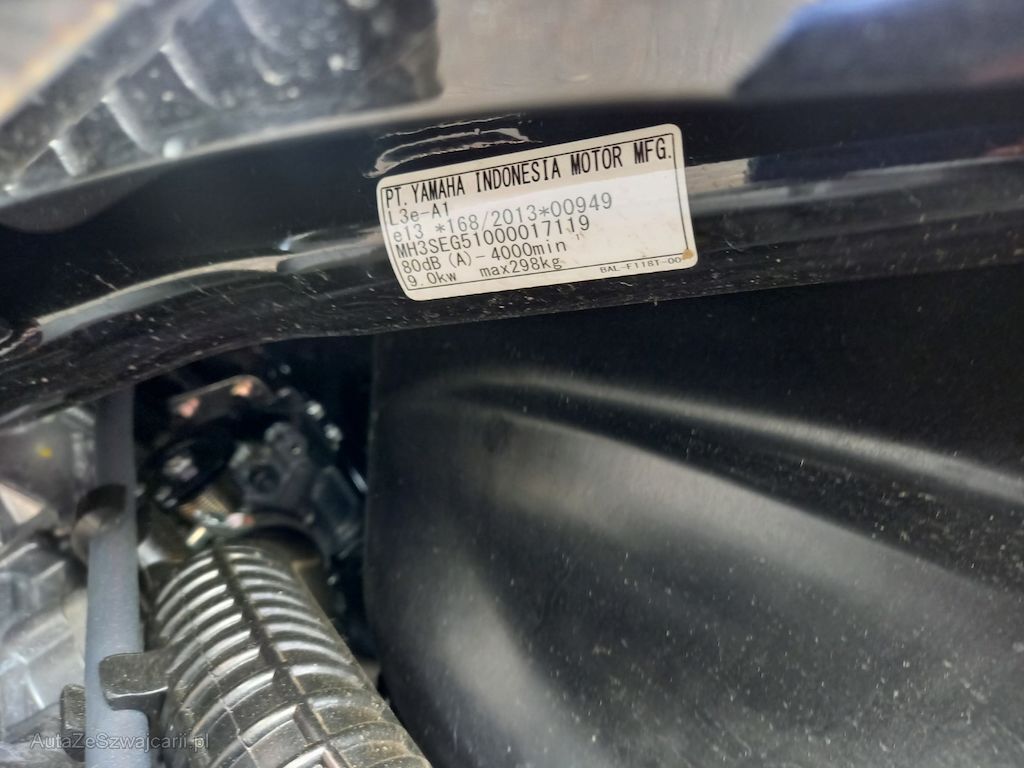 PT. YAMAHA INDONESIA MOTOR MFG.
L3e-A1
e13 *168/2013*00949
MH3SEG51000017119
80dB (A)-4000min
9.0kw max298kg
BAL-F118T-00
AutaZeSzwajcarii.pl